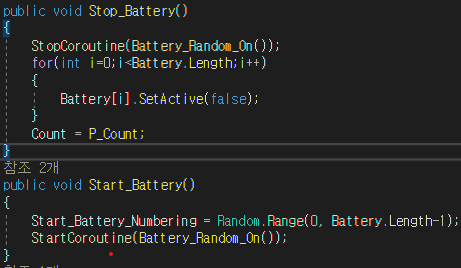 public void Stop_Battery()
{
StopCoroutine(Battery_Random_On());
for(int i=0;i<Battery.Length;i++)
{
Battery[i].SetActive(false);
}
Count = P_Count;
}
참조 2개
public void Start_Battery()
{
Start_Battery_Numbering = Random.Range(0, Battery.Length-1);
StartCoroutine(Battery_Random_On());
}